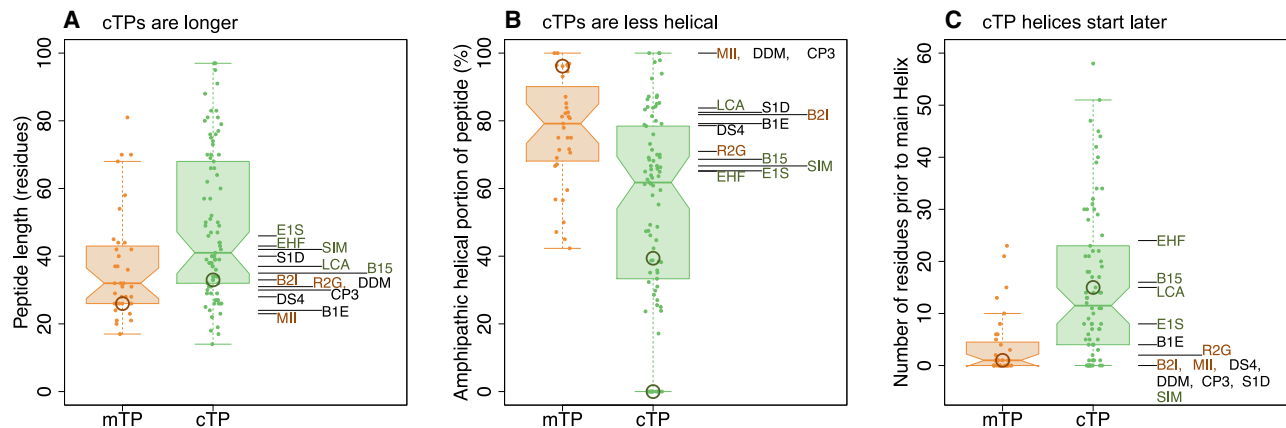 A cTPs are longer
Peptide length (residues)
100
80
60
40
20
0
E1S
EHF
SIM
S1D
LCA
B15
B2I
R2G, DDM
CP3
DS4
B1E
MII
mTP
cTP
B cTPs are less helical
Amphipathic helical portion of peptide (%)
100
80
60
40
20
0
MII, DDM, CP3
LCA
S1D
B2I
B1E
DS4
R2G
B15
SIM
E1S
EHF
mTP
cTP
C cTP helices start later
Number of residues prior to main Helix
60
50
40
30
20
10
0
EHF
B15
LCA
E1S
B1E
R2G
B2I, MII, DS4,
DDM, CP3, S1D
SIM
mTP
cTP